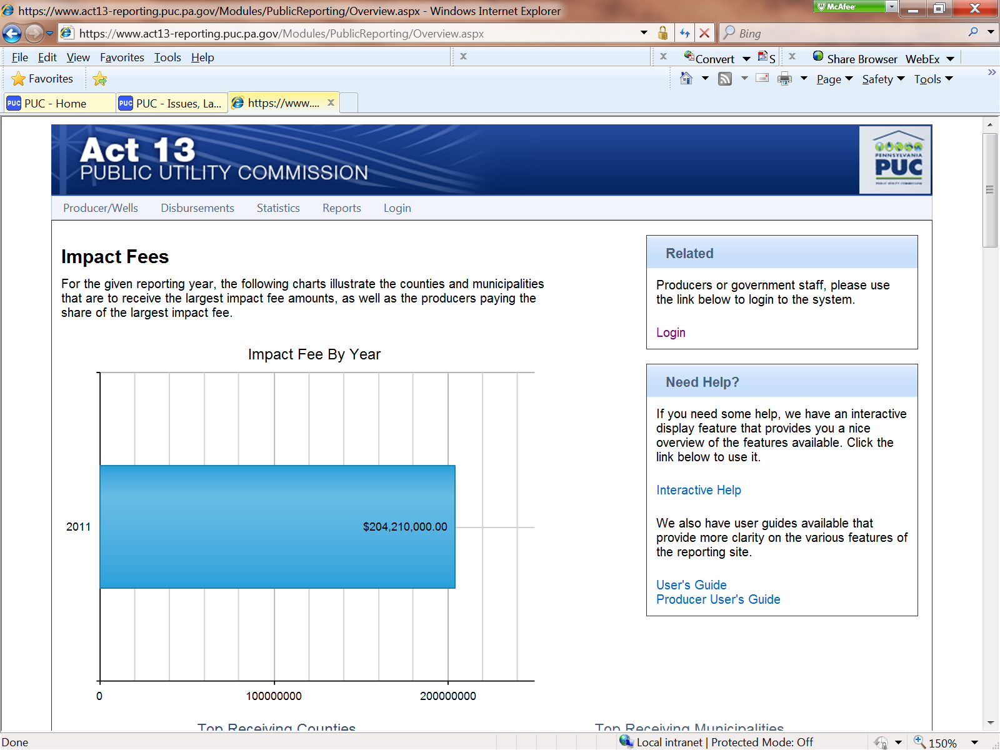 https://www.act13-reporting.puc.pa.gov/Modules/PublicReporting/Overview.aspx - Windows Internet Explorer
McAfee
https://www.act13-reporting.puc.pa.gov/Modules/PublicReporting/Overview.aspx
Bing
File Edit View Favorites Tools Help
x
x Convert S x Share Browser WebEx
Favorites
Page Safety Tools
PUC PUC - Home
PUC PUC - Issues, La...
https://www.... x
Act 13
PUBLIC UTILITY COMMISSION
PENNSYLVANIA
PUC
Producer/Wells Disbursements Statistics Reports Login
Impact Fees
For the given reporting year, the following charts illustrate the counties and municipalities
that are to receive the largest impact fee amounts, as well as the producers paying the
share of the largest impact fee.
Impact Fee By Year
2011
$204,210,000.00
0 100000000 200000000
Top Receiving Counties
Top Receiving Municipalities
Related
Producers or government staff, please use
the link below to login to the system.
Login
Need Help?
If you need some help, we have an interactive
display feature that provides you a nice
overview of the features available. Click the
link below to use it.
Interactive Help
We also have user guides available that
provide more clarity on the various features of
the reporting site.
User's Guide
Producer User's Guide
Done
Local intranet | Protected Mode: Off
150%